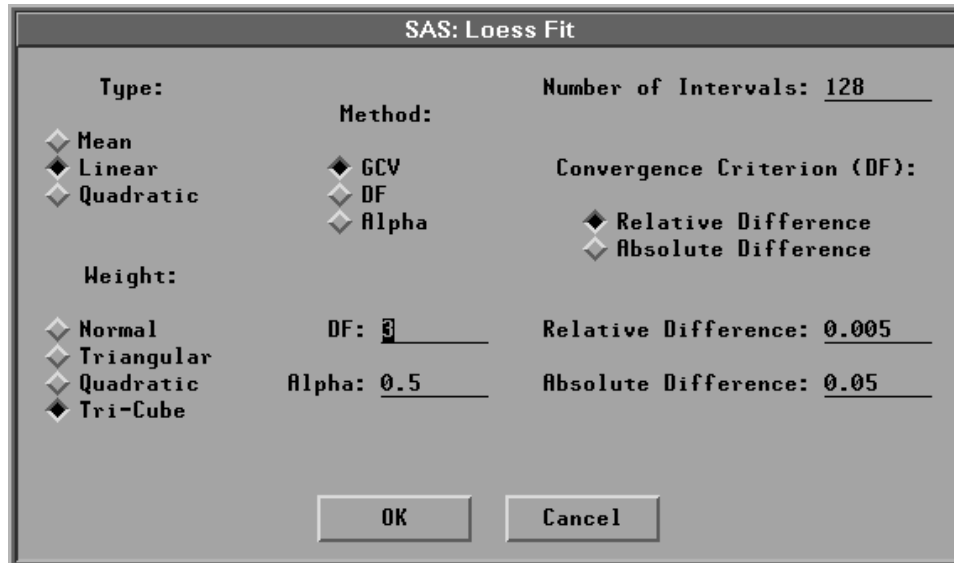 SAS: Loess Fit
Type:
Mean
Linear
Quadratic
Weight:
Normal
Triangular
Quadratic
Tri-Cube
Method:
GCV
DF
Alpha
DF: 3
Alpha: 0.5
Number of Intervals: 128
Convergence Criterion (DF):
Relative Difference
Absolute Difference
Relative Difference: 0.005
Absolute Difference: 0.05
OK
Cancel